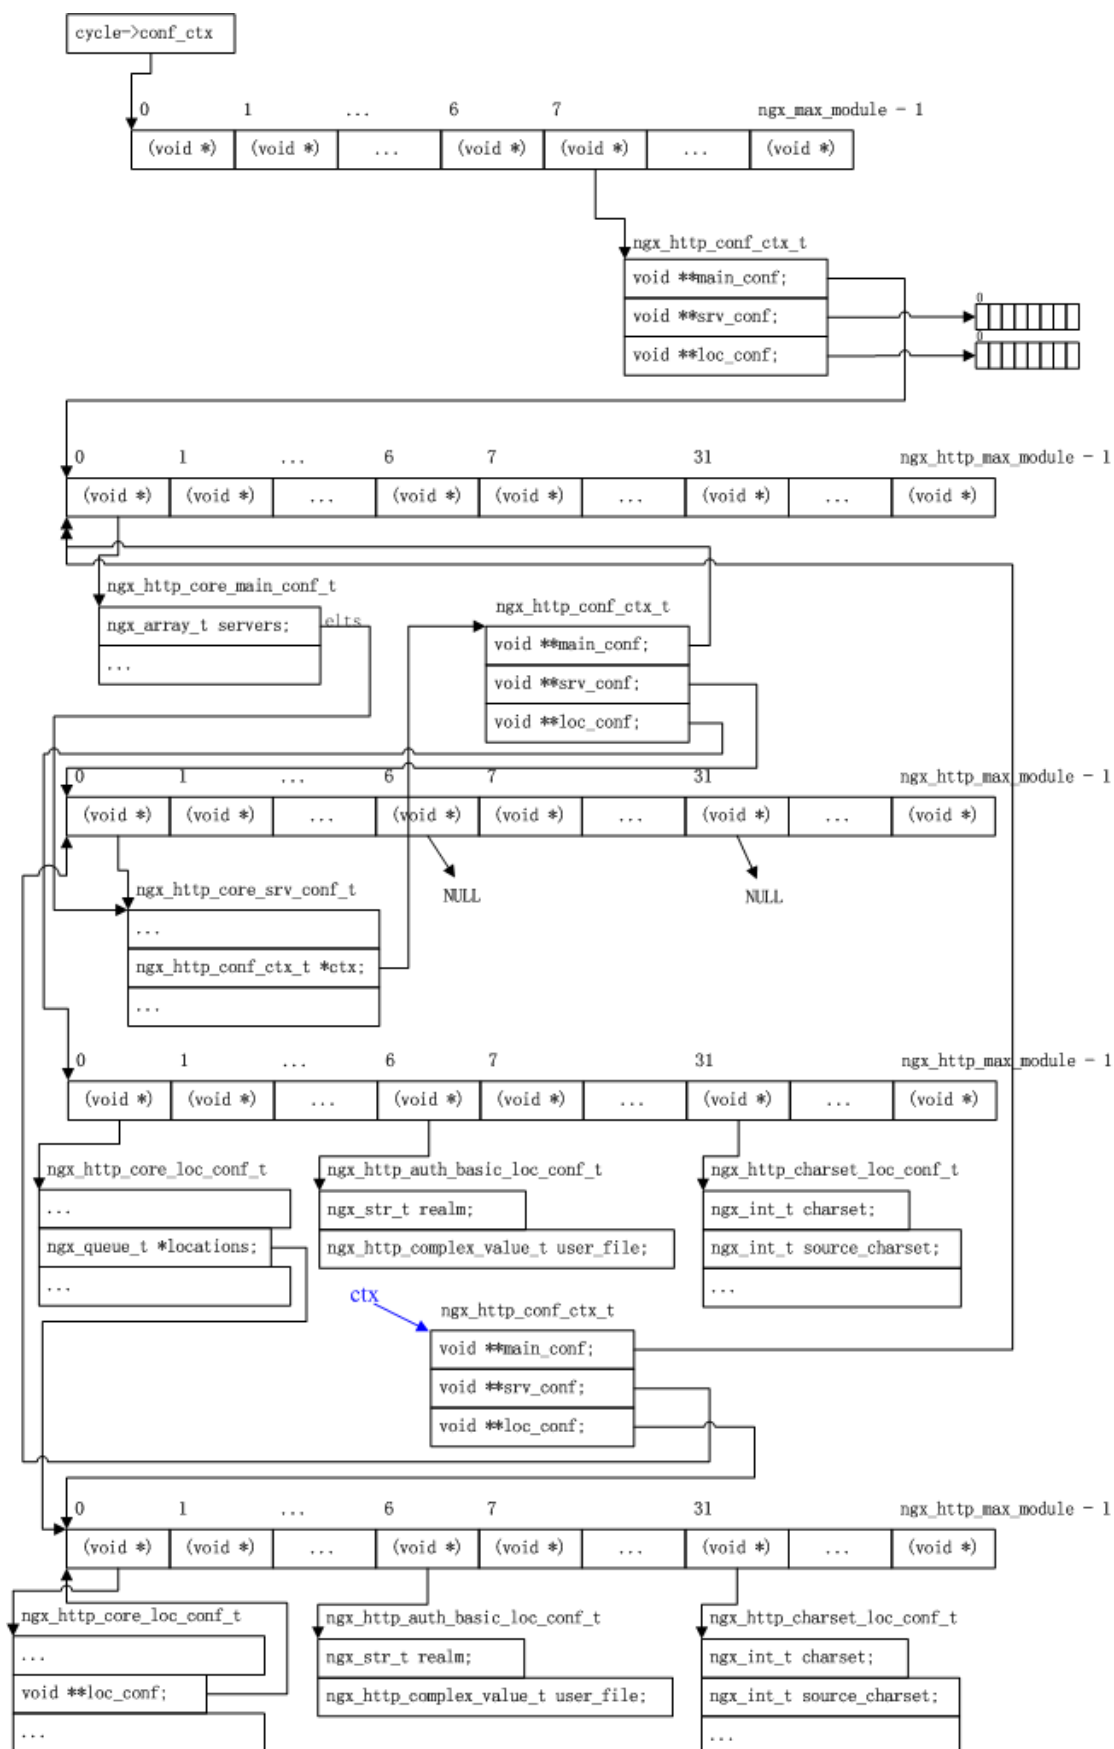 cycle->conf_ctx
0 1 ... 6 7 ngx_max_module - 1
(void *) (void *) ... (void *) (void *) ... (void *)
ngx_http_conf_ctx_t
void **main_conf;
0
void **srv_conf;
0
void **loc_conf;
0 1 ... 6 7 31 ngx_http_max_module - 1
(void *) (void *) ... (void *) (void *) ... (void *) ... (void *)
ngx_http_core_main_conf_t
ngx_array_t servers; elts
...
ngx_http_conf_ctx_t
void **main_conf;
void **srv_conf;
void **loc_conf;
0 1 ... 6 7 31 ngx_http_max_module - 1
(void *) (void *) ... (void *) (void *) ... (void *) ... (void *)
NULL NULL
ngx_http_core_srv_conf_t
...
ngx_http_conf_ctx_t *ctx;
...
0 1 ... 6 7 31 ngx_http_max_module - 1
(void *) (void *) ... (void *) (void *) ... (void *) ... (void *)
ngx_http_core_loc_conf_t
...
ngx_queue_t *locations;
...
ngx_http_auth_basic_loc_conf_t
ngx_str_t realm;
ngx_http_complex_value_t user_file;
ngx_http_charset_loc_conf_t
ngx_int_t charset;
ngx_int_t source_charset;
...
ctx
ngx_http_conf_ctx_t
void **main_conf;
void **srv_conf;
void **loc_conf;
0 1 ... 6 7 31 ngx_http_max_module - 1
(void *) (void *) ... (void *) (void *) ... (void *) ... (void *)
ngx_http_core_loc_conf_t
...
void **loc_conf;
...
ngx_http_auth_basic_loc_conf_t
ngx_str_t realm;
ngx_http_complex_value_t user_file;
ngx_http_charset_loc_conf_t
ngx_int_t charset;
ngx_int_t source_charset;
...